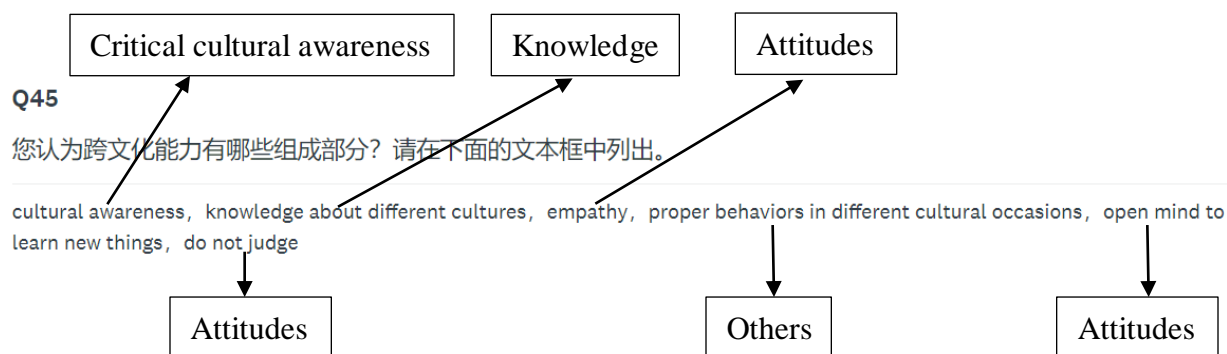 Critical cultural awareness
Knowledge
Attitudes
Q45
您认为跨文化能力有哪些组成部分？请在下面的文本框中列出。
cultural awareness，knowledge about different cultures，empathy，proper behaviors in different cultural occasions，open mind to
learn new things，do not judge
Attitudes
Others
Attitudes